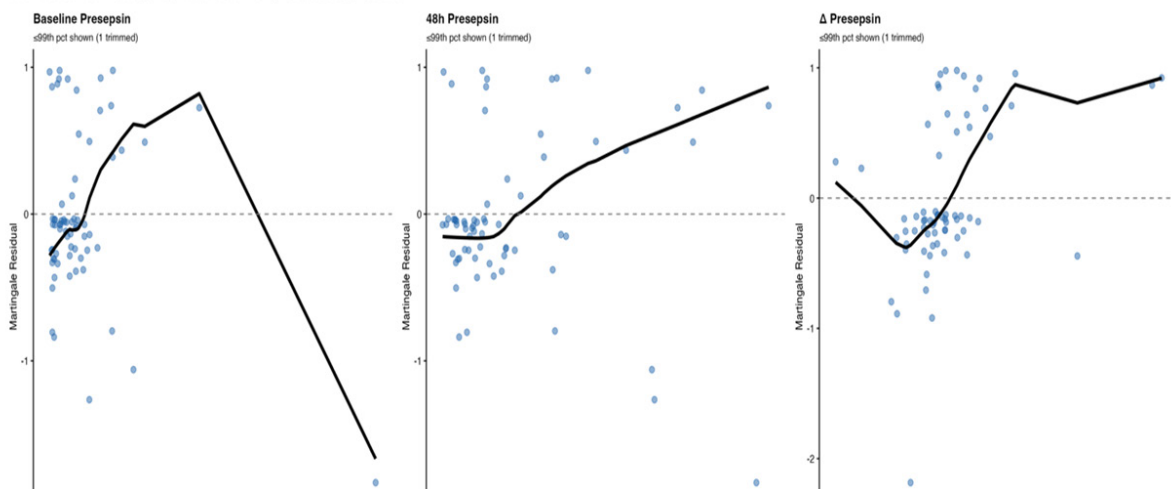 Baseline Presepsin
≤99th pct shown (1 trimmed)
1
0
-1
Martingale Residual
48h Presepsin
≤99th pct shown (1 trimmed)
1
0
-1
Martingale Residual
Δ Presepsin
≤99th pct shown (1 trimmed)
1
0
-1
-2
Martingale Residual